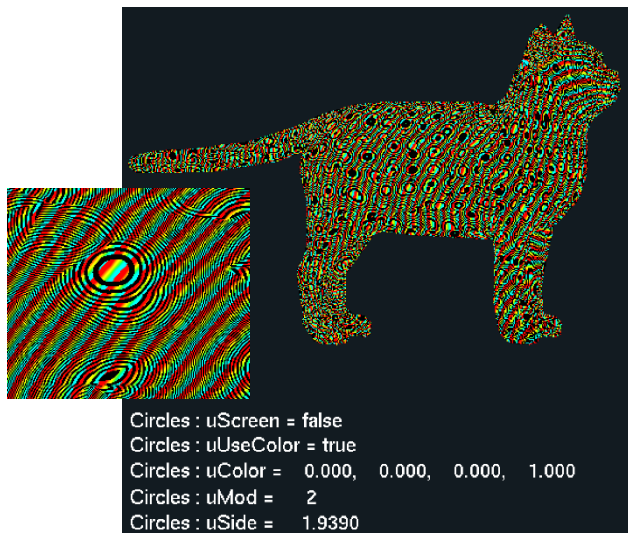 Circles : uScreen = false
Circles : uUseColor = true
Circles : uColor = 0.000, 0.000, 0.000, 1.000
Circles : uMod = 2
Circles : uSide = 1.9390